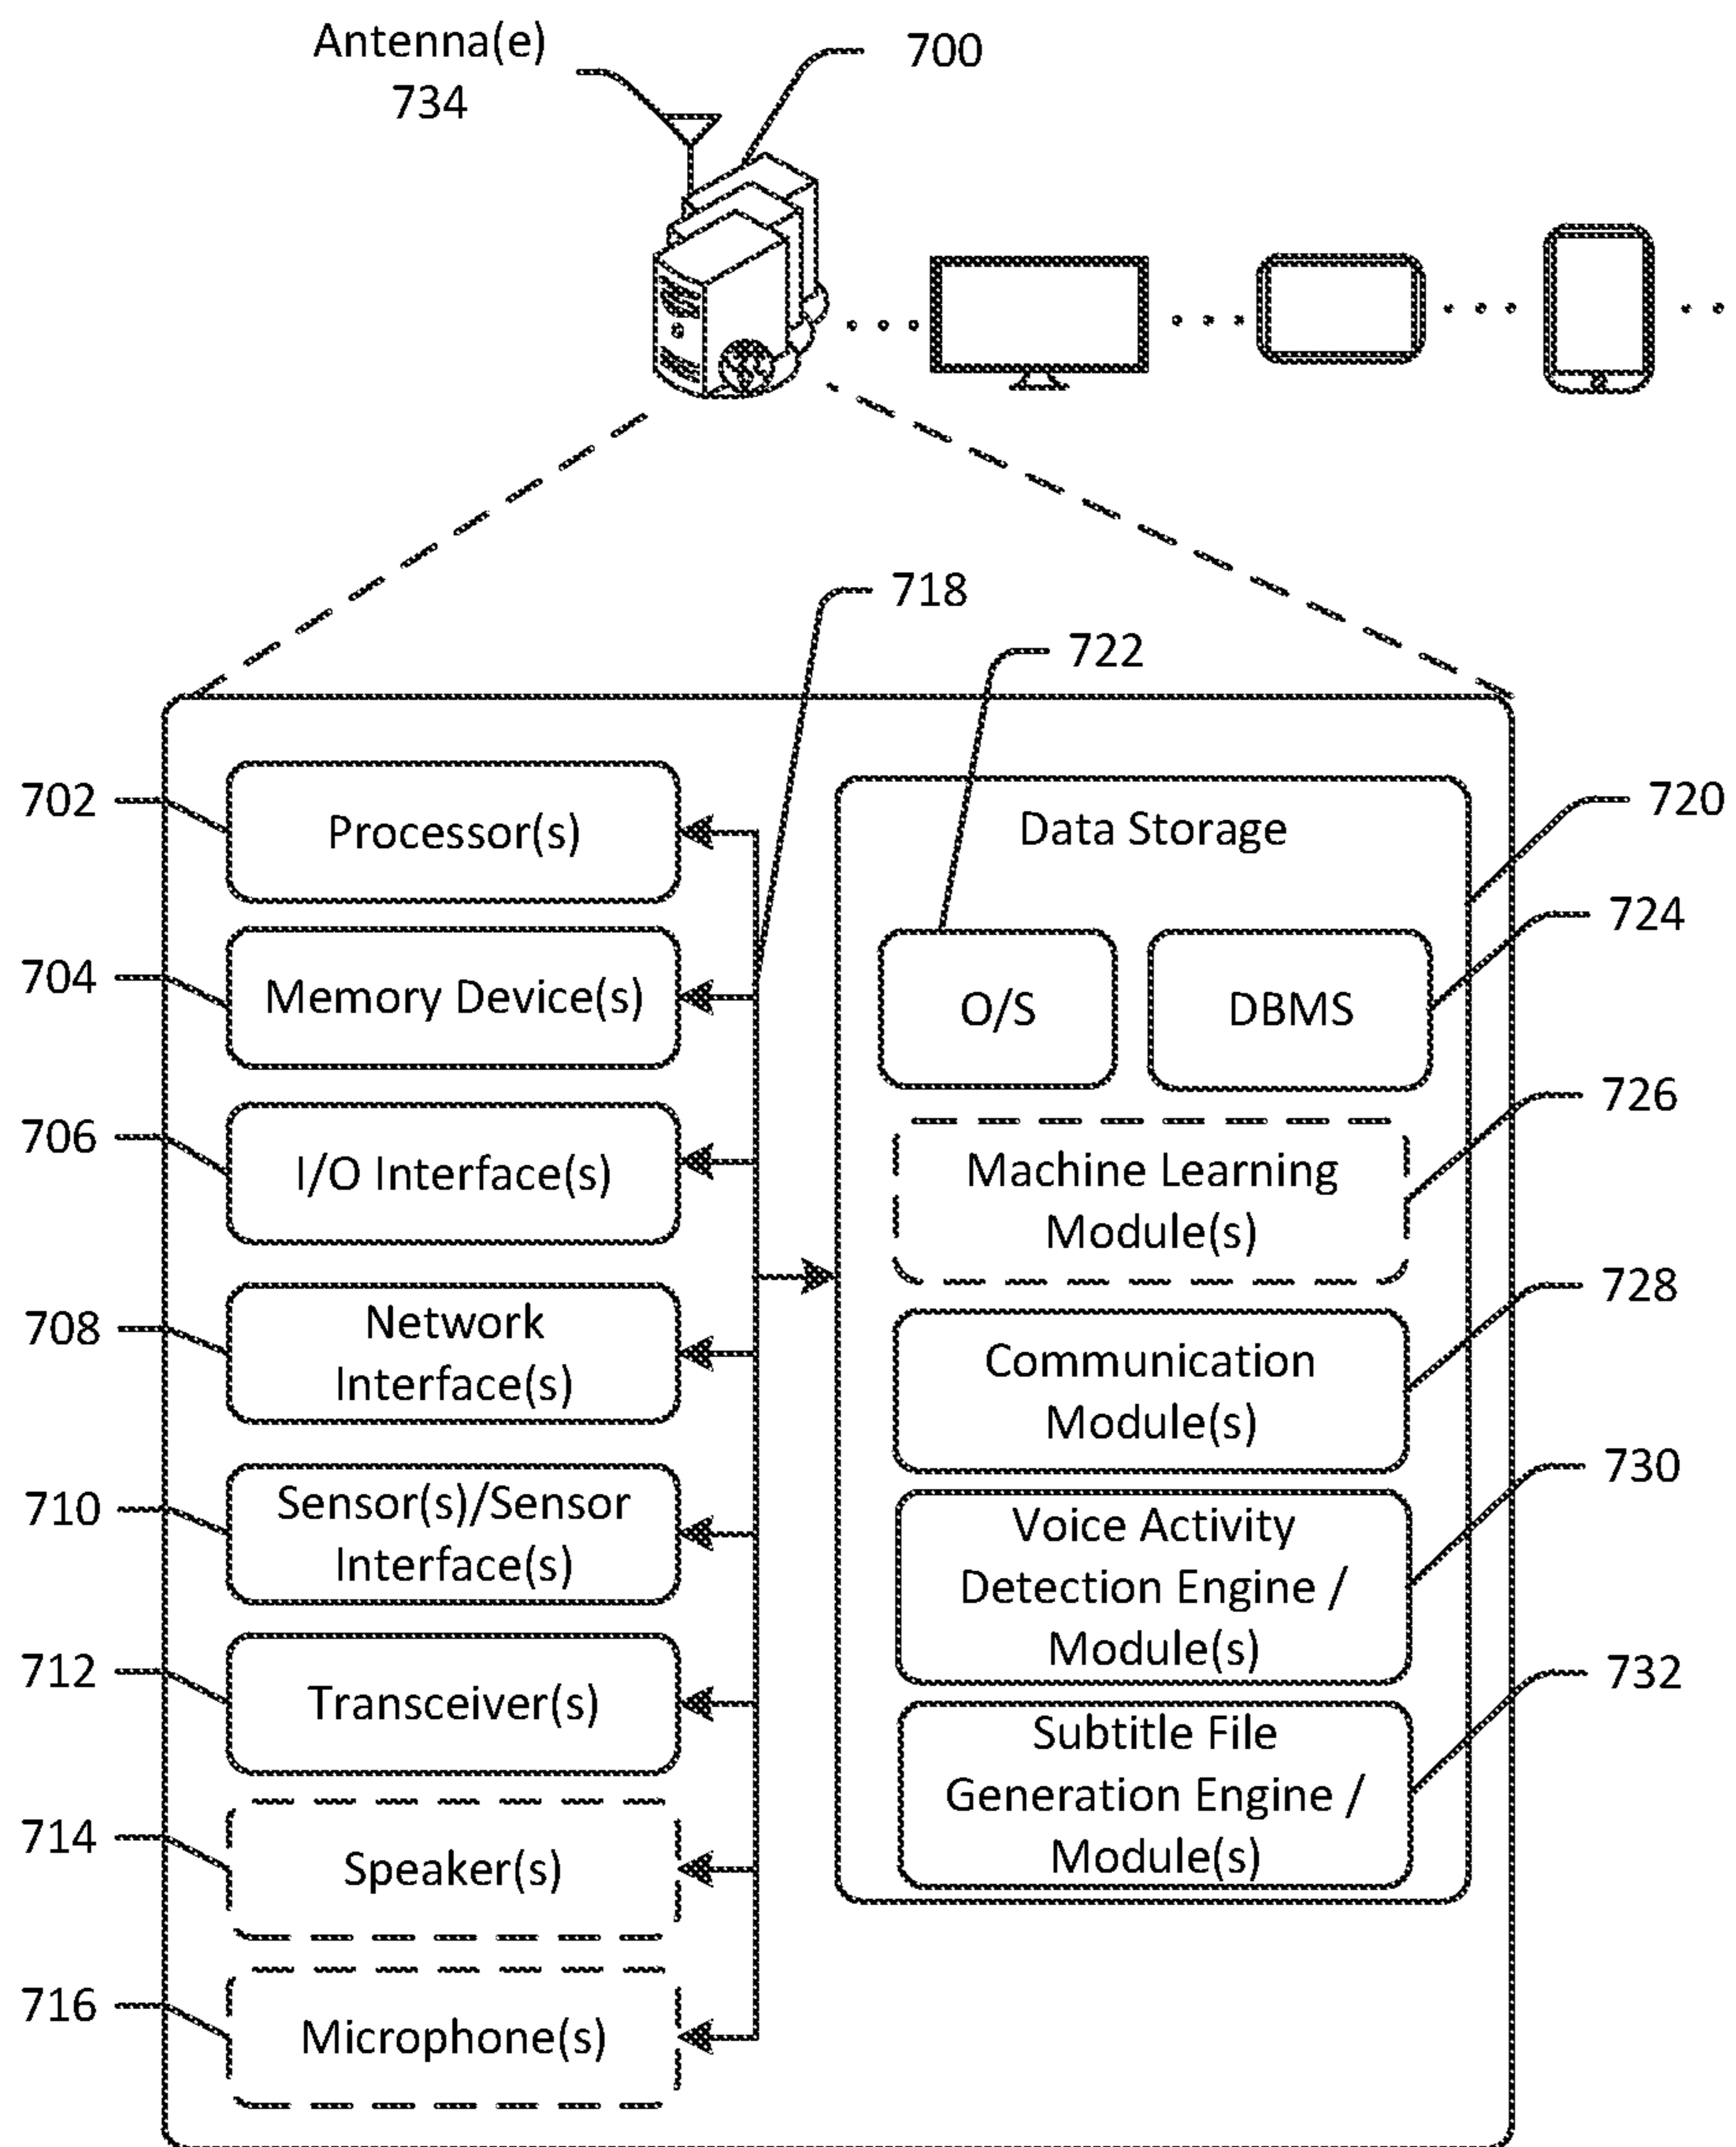 Antenna(e)
734
700
718
722
702
Processor(s)
704
Memory Device(s)
706
I/O Interface(s)
708
Network
Interface(s)
710
Sensor(s)/Sensor
Interface(s)
712
Transceiver(s)
714
Speaker(s)
716
Microphone(s)
Data Storage
720
O/S
DBMS
724
Machine Learning
Module(s)
726
Communication
Module(s)
728
Voice Activity
Detection Engine /
Module(s)
730
Subtitle File
Generation Engine /
Module(s)
732